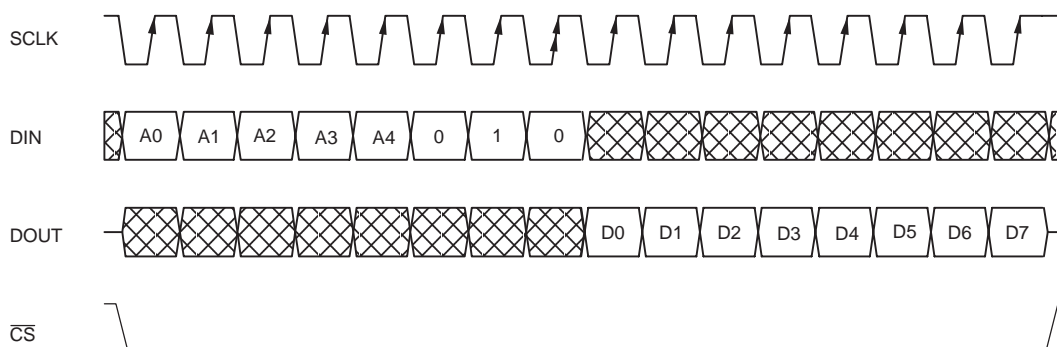 SCLK
DIN A0 A1 A2 A3 A4 0 1 0
DOUT D0 D1 D2 D3 D4 D5 D6 D7
CS